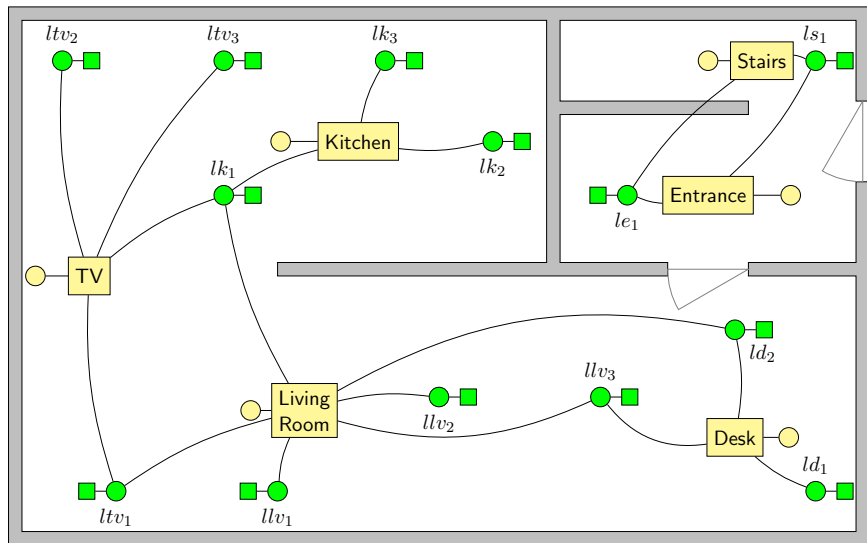 ltv₂
ltv₃
lk₃
ls₁
Stairs
Kitchen
lk₂
lk₁
Entrance
le₁
TV
ld₂
llv₃
Living
Room
llv₂
Desk
ld₁
ltv₁
llv₁